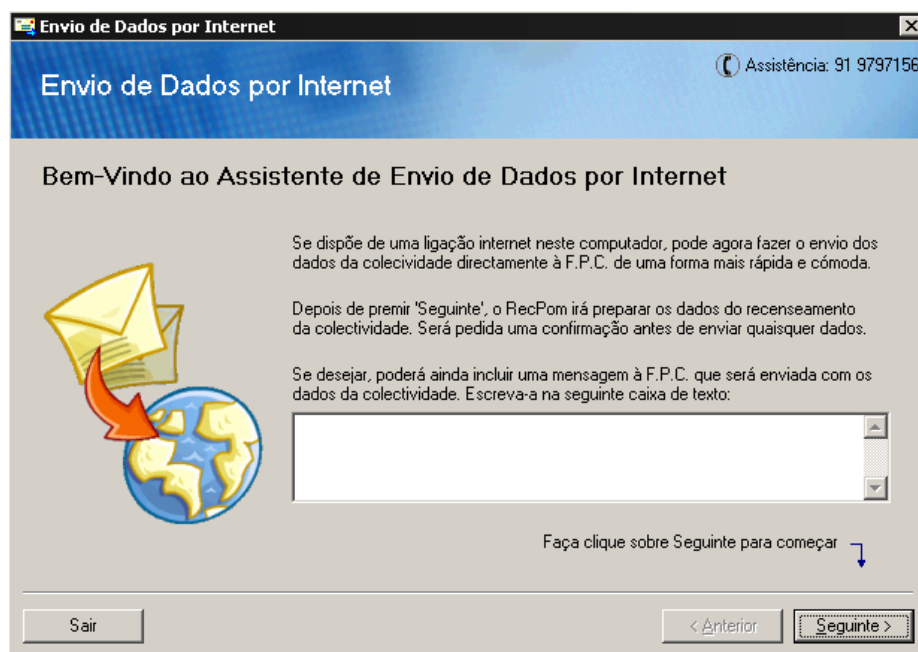 Envio de Dados por Internet
Envio de Dados por Internet
Assistência: 91 9797156
Bem-Vindo ao Assistente de Envio de Dados por Internet
Se dispõe de uma ligação internet neste computador, pode agora fazer o envio dos
dados da colecividade directamente à F.P.C. de uma forma mais rápida e cómoda.
Depois de premir 'Seguinte', o RecPom irá preparar os dados do recenseamento
da colectividade. Será pedida uma confirmação antes de enviar quaisquer dados.
Se desejar, poderá ainda incluir uma mensagem à F.P.C. que será enviada com os
dados da colectividade. Escreva-a na seguinte caixa de texto:
Faça clique sobre Seguinte para começar
Sair
< Anterior
Seguinte >